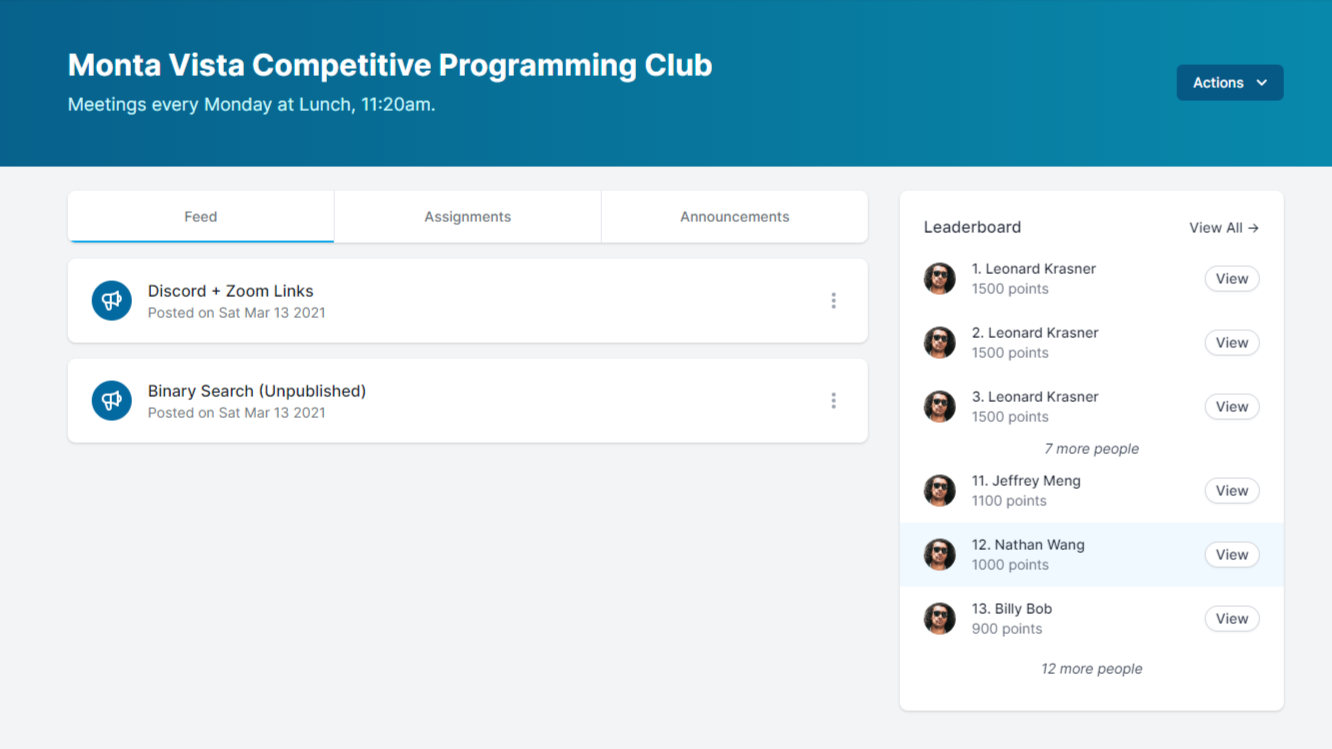 Monta Vista Competitive Programming Club
Meetings every Monday at Lunch, 11:20am.
Actions
Feed
Assignments
Announcements
Discord + Zoom Links
Posted on Sat Mar 13 2021
Binary Search (Unpublished)
Posted on Sat Mar 13 2021
Leaderboard
View All →
1. Leonard Krasner
1500 points
View
2. Leonard Krasner
1500 points
View
3. Leonard Krasner
1500 points
View
7 more people
11. Jeffrey Meng
1100 points
View
12. Nathan Wang
1000 points
View
13. Billy Bob
900 points
View
12 more people